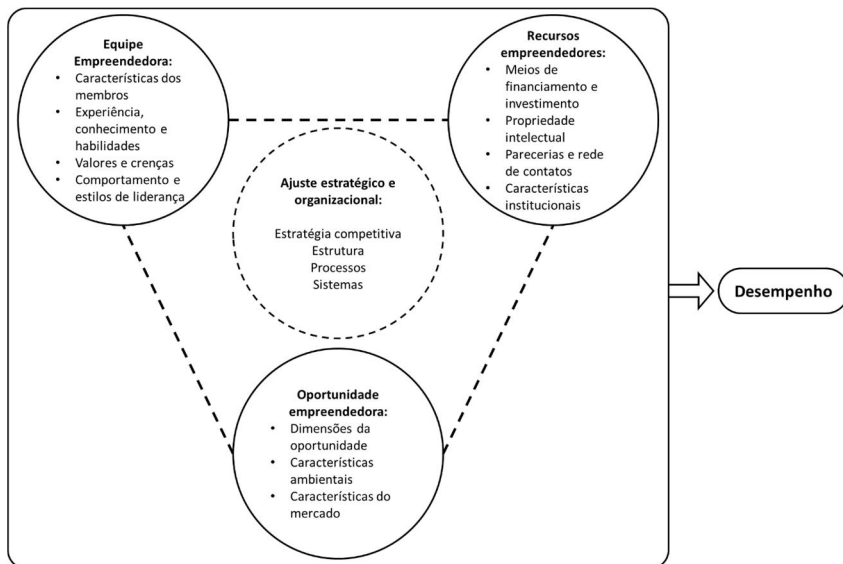 Equipe
Empreendedora:
• Características dos
membros
• Experiência,
conhecimento e
habilidades
• Valores e crenças
• Comportamento e
estilos de liderança
Recursos
empreendedores:
• Meios de
financiamento e
investimento
• Propriedade
intelectual
• Parecerias e rede
de contatos
• Características
institucionais
Ajuste estratégico e
organizacional:
Estratégia competitiva
Estrutura
Processos
Sistemas
Oportunidade
empreendedora:
• Dimensões da
oportunidade
• Características
ambientais
• Características do
mercado
Desempenho